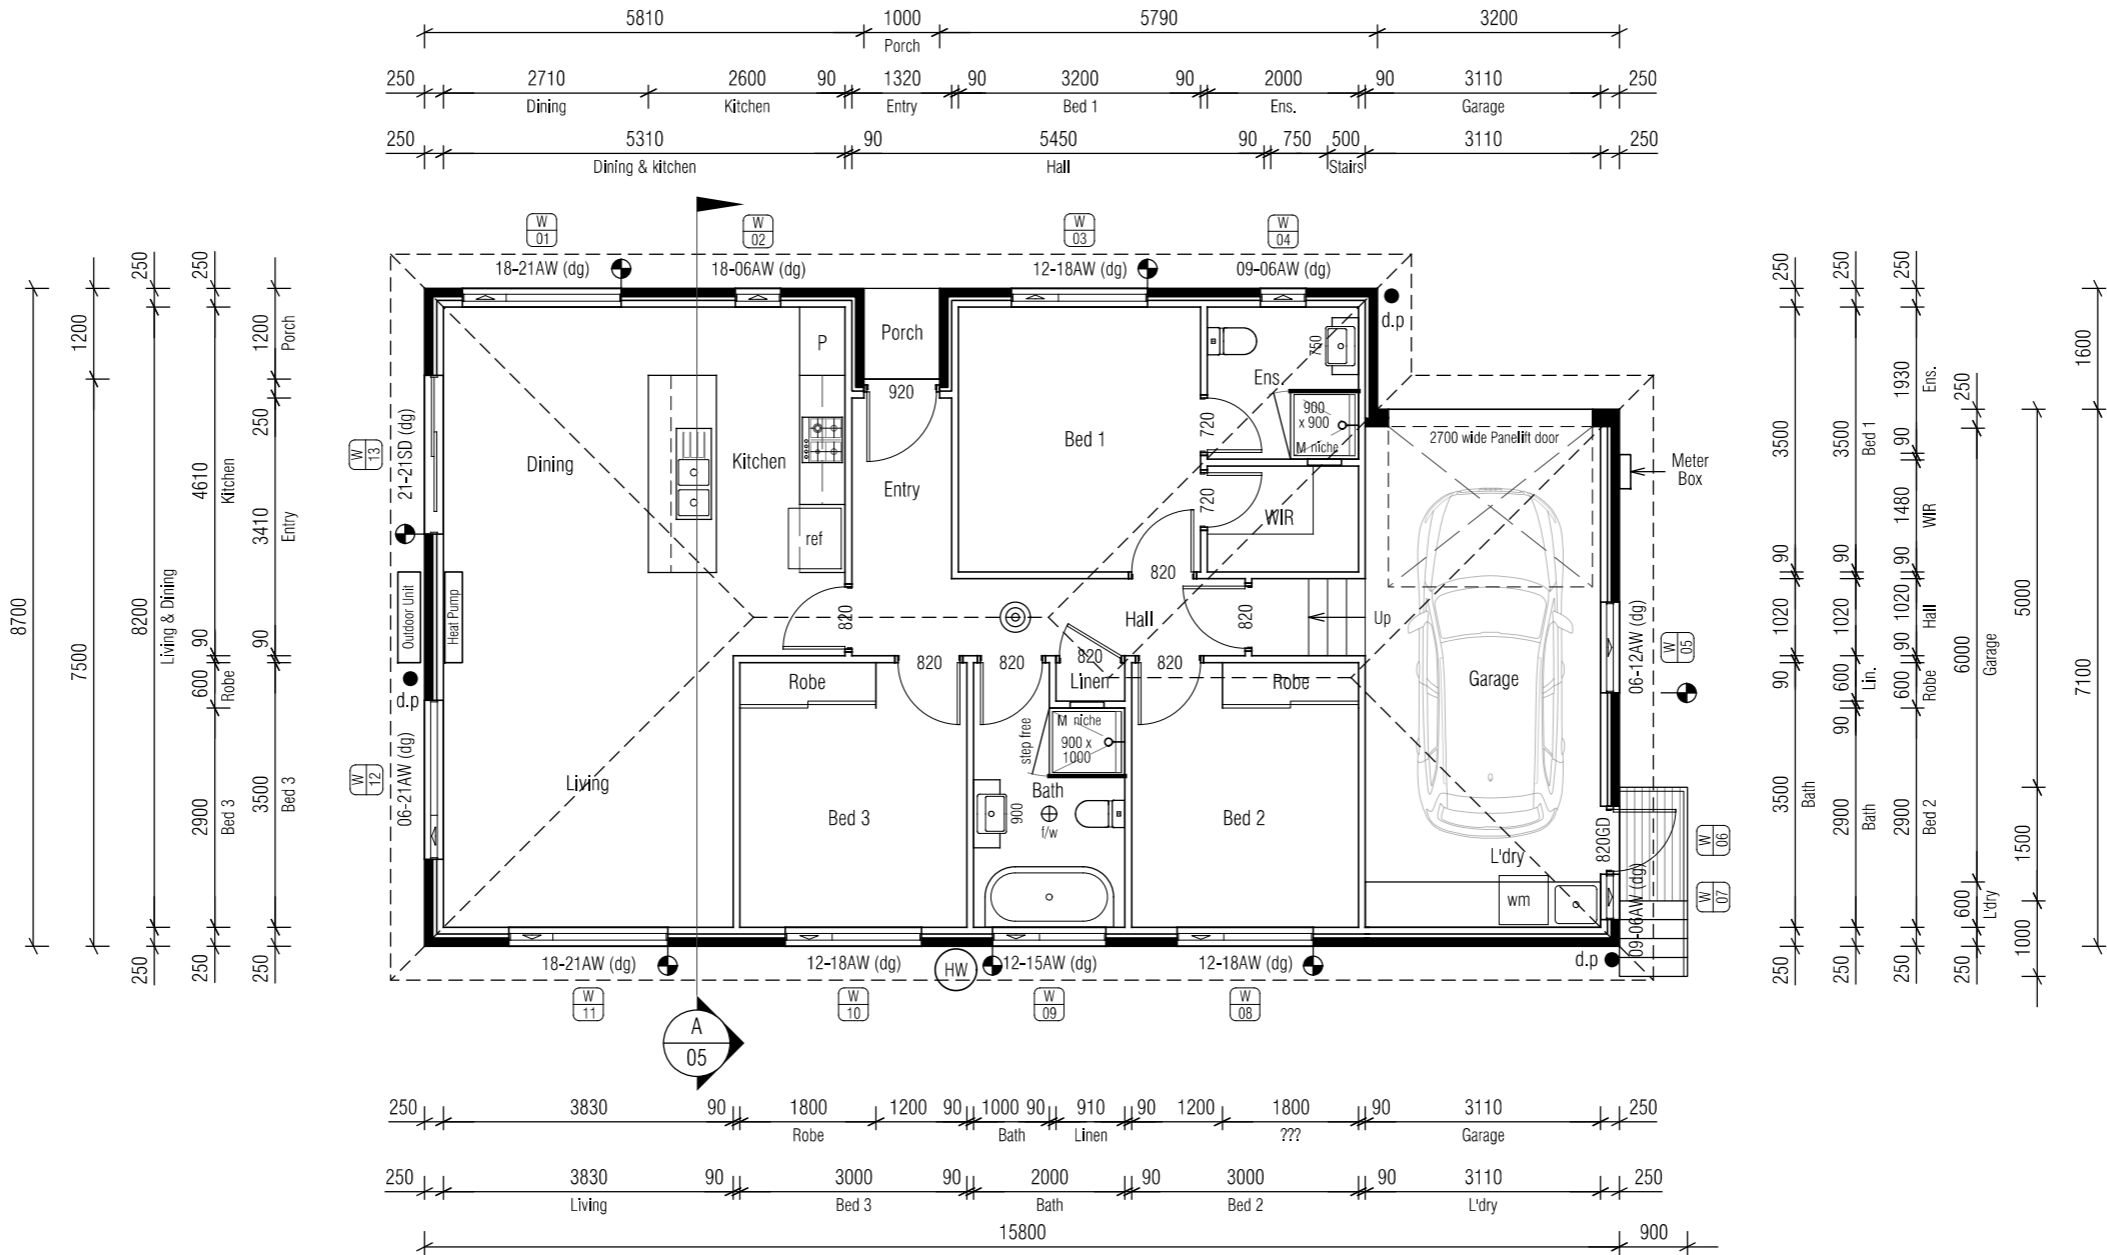 5810 1000 5790 3200
Porch
250 2710 2600 90 1320 90 3200 90 2000 90 3110 250
Dining Kitchen Entry Bed 1 Ens. Garage
250 5310 90 5450 90 750 500 3110 250
Dining & kitchen Hall Stairs
W 01
W 02
W 03
W 04
18-21AW (dg) 18-06AW (dg) 12-18AW (dg) 09-06AW (dg)
8700
1200
7500
250
8200
Living & Dining
250
250
4610
Kitchen
90
600
Robe
2900
Bed 3
250
1200
Porch
250
3410
Entry
90
3500
Bed 3
250
W 13
21-21SD (dg)
Outdoor Unit
Heat Pump
d.p
W 12
06-21AW (dg)
Dining
Kitchen
P
ref
Porch
920
Entry
820
Living
Bed 1
Ens.
750
900
x 900
M niche
720
720
WIR
820
Hall
820
Up
d.p
2700 wide Panelift door
Meter
Box
Garage
06-12AW (dg)
W 05
Robe
820
820
820
Linen
820
Robe
Bed 3
M niche
900 x
1000
step free
Bath
900
f/w
Bed 2
L'dry
wm
820GD
W 06
W 07
09-06AW (dg)
d.p
18-21AW (dg) 12-18AW (dg) HW 12-15AW (dg) 12-18AW (dg)
W 11
W 10
W 09
W 08
A
05
250
3500
90
1020
90
3500
Bath
250
250
3500
Bed 1
90
1020
600
Lin.
90
2900
Bath
250
250
1930
Ens.
90
1480
WIR
90
1020
Hall
90
600
Robe
2900
Bed 2
250
250
6000
Garage
600
L'dry
250
5000
1500
1000
1600
7100
250 3830 90 1800 1200 90 1000 90 910 90 1200 1800 90 3110 250
Robe Bath Linen ??? Garage
250 3830 90 3000 90 2000 90 3000 90 3110 250
Living Bed 3 Bath Bed 2 L'dry
15800 900